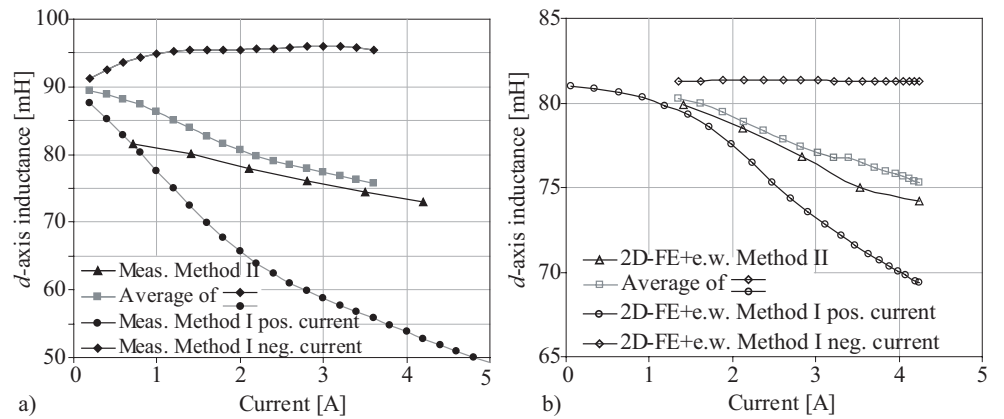 100
90
80
70
60
50
0
1
2
3
4
5
d-axis inductance [mH]
Current [A]
Meas. Method II
Average of
Meas. Method I pos. current
Meas. Method I neg. current
a)
85
80
75
70
65
0
1
2
3
4
5
d-axis inductance [mH]
Current [A]
2D-FE+e.w. Method II
Average of
2D-FE+e.w. Method I pos. current
2D-FE+e.w. Method I neg. current
b)